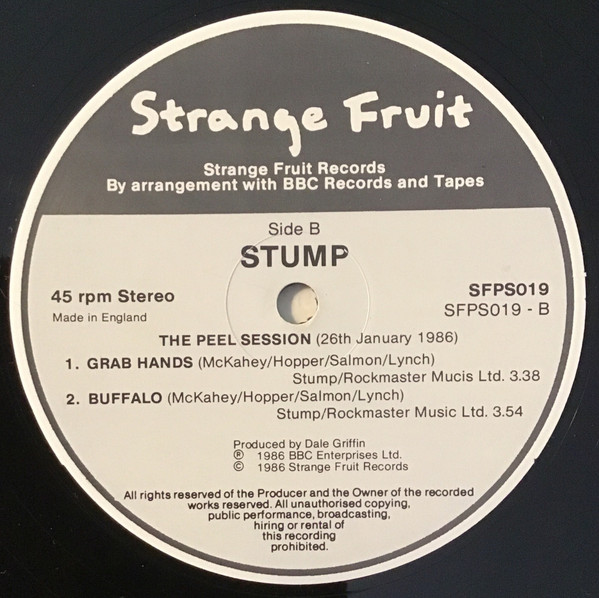 Strange Fruit
Strange Fruit Records
By arrangement with BBC Records and Tapes
Side B
STUMP
45 rpm Stereo
Made in England
SFPS019
SFPS019 - B
THE PEEL SESSION (26th January 1986)
1. GRAB HANDS (McKahey/Hopper/Salmon/Lynch)
Stump/Rockmaster Mucis Ltd. 3.38
2. BUFFALO (McKahey/Hopper/Salmon/Lynch)
Stump/Rockmaster Music Ltd. 3.54
Produced by Dale Griffin
℗ 1986 BBC Enterprises Ltd.
© 1986 Strange Fruit Records
All rights reserved of the Producer and the Owner of the recorded
works reserved. All unauthorised copying,
public performance, broadcasting,
hiring or rental of
this recording
prohibited.